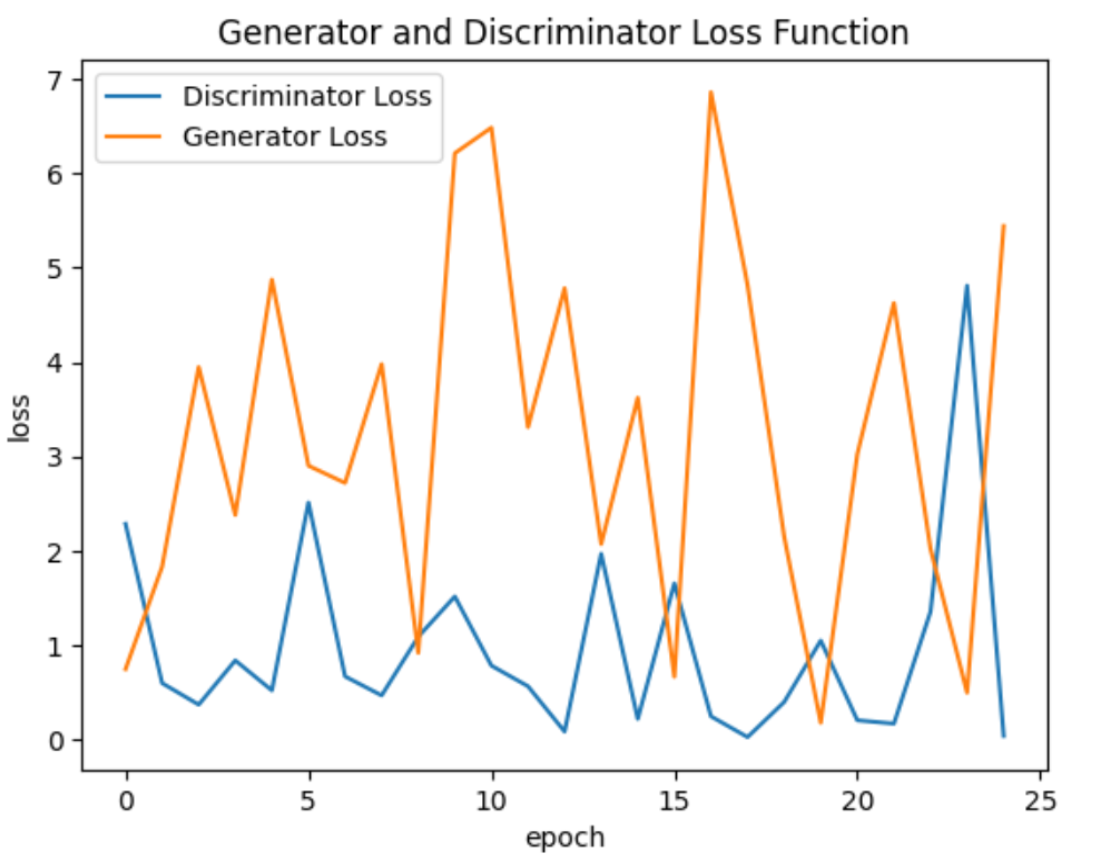 Generator and Discriminator Loss Function
Discriminator Loss
Generator Loss
7
6
5
4
3
2
1
0
loss
0 5 10 15 20 25
epoch